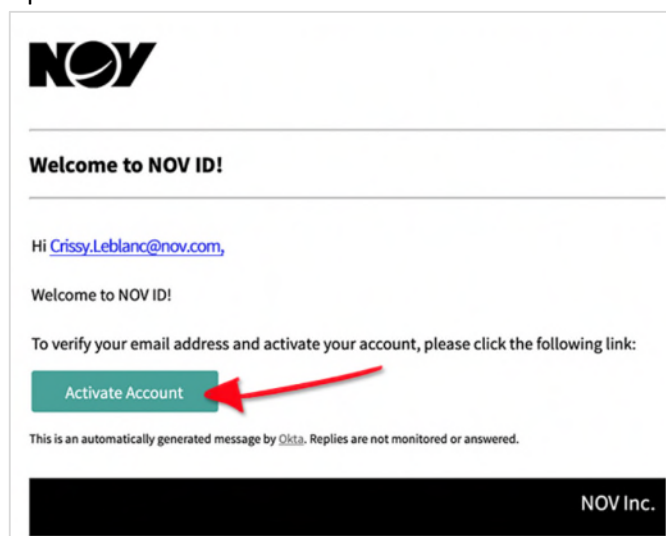 NOV
Welcome to NOV ID!
Hi Crissy.Leblanc@nov.com,
Welcome to NOV ID!
To verify your email address and activate your account, please click the following link:
Activate Account
This is an automatically generated message by Okta. Replies are not monitored or answered.
NOV Inc.